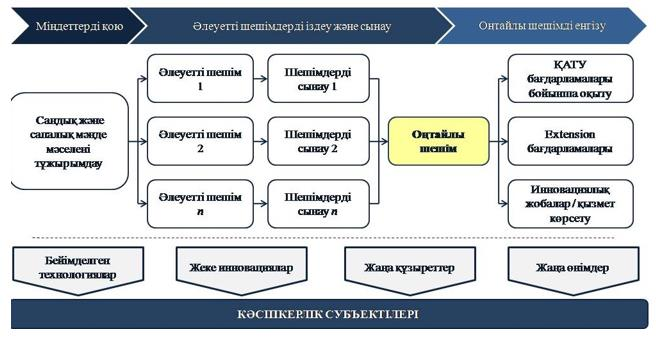 Міндеттерді қою
Әлеуетті шешімдерді іздеу және сынау
Онтайлы шешімді енгізу
Сандық және
сапалық мәнде
мәселені
тұжырымдау
Әлеуетті шешім
1
Шешімдерді
сынау 1
Әлеуетті шешім
2
Шешімдерді
сынау 2
Әлеуетті шешім
n
Шешімдерді
сынау n
Оңтайлы
шешім
ҚАТУ
бағдарламалары
бойынша оқыту
Extension
бағдарламалары
Инновациялық
жобалар / қызмет
көрсету
Бейімделген
технологиялар
Жеке инновациялар
Жаңа құзыреттер
Жаңа өнімдер
КӘСІПКЕРЛІК СУБЪЕКТІЛЕРІ